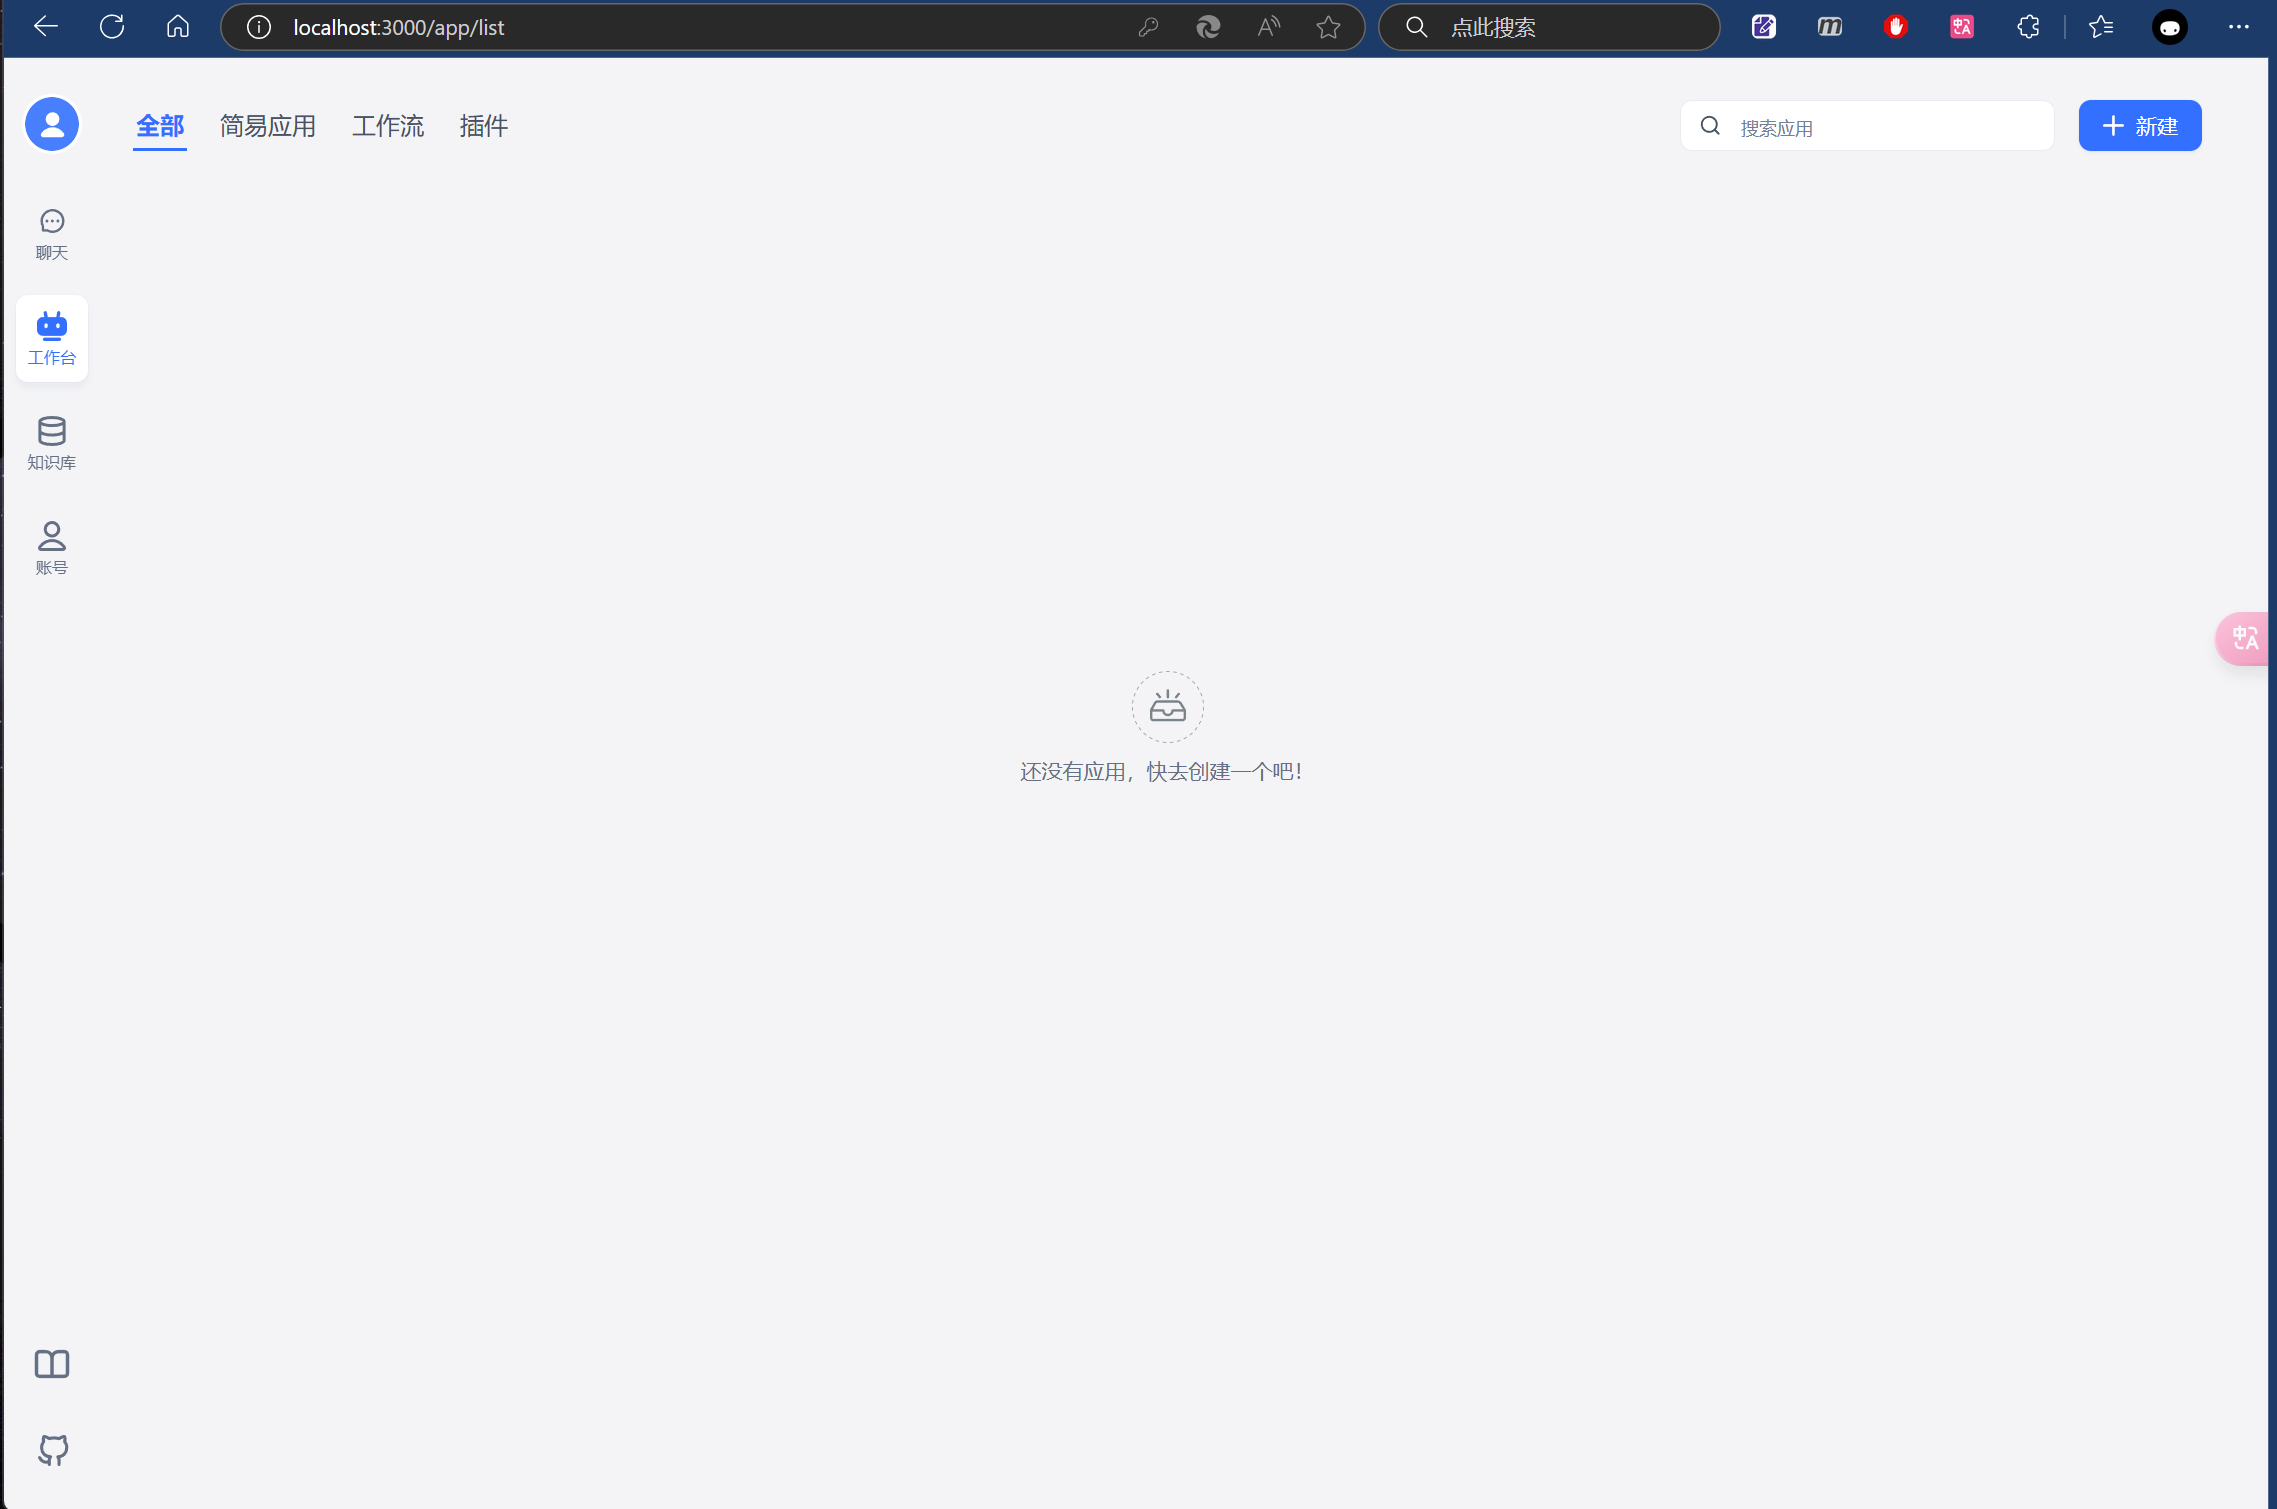 localhost:3000/app/list
点此搜索
全部 简易应用 工作流 插件
搜索应用
新建
聊天
工作台
知识库
账号
还没有应用，快去创建一个吧！